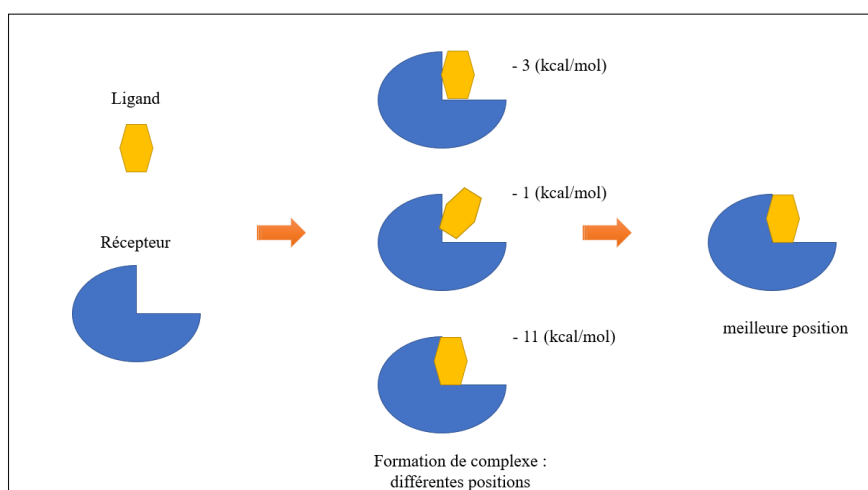 Ligand
Récepteur
- 3 (kcal/mol)
- 1 (kcal/mol)
- 11 (kcal/mol)
Formation de complexe :
différentes positions
meilleure position